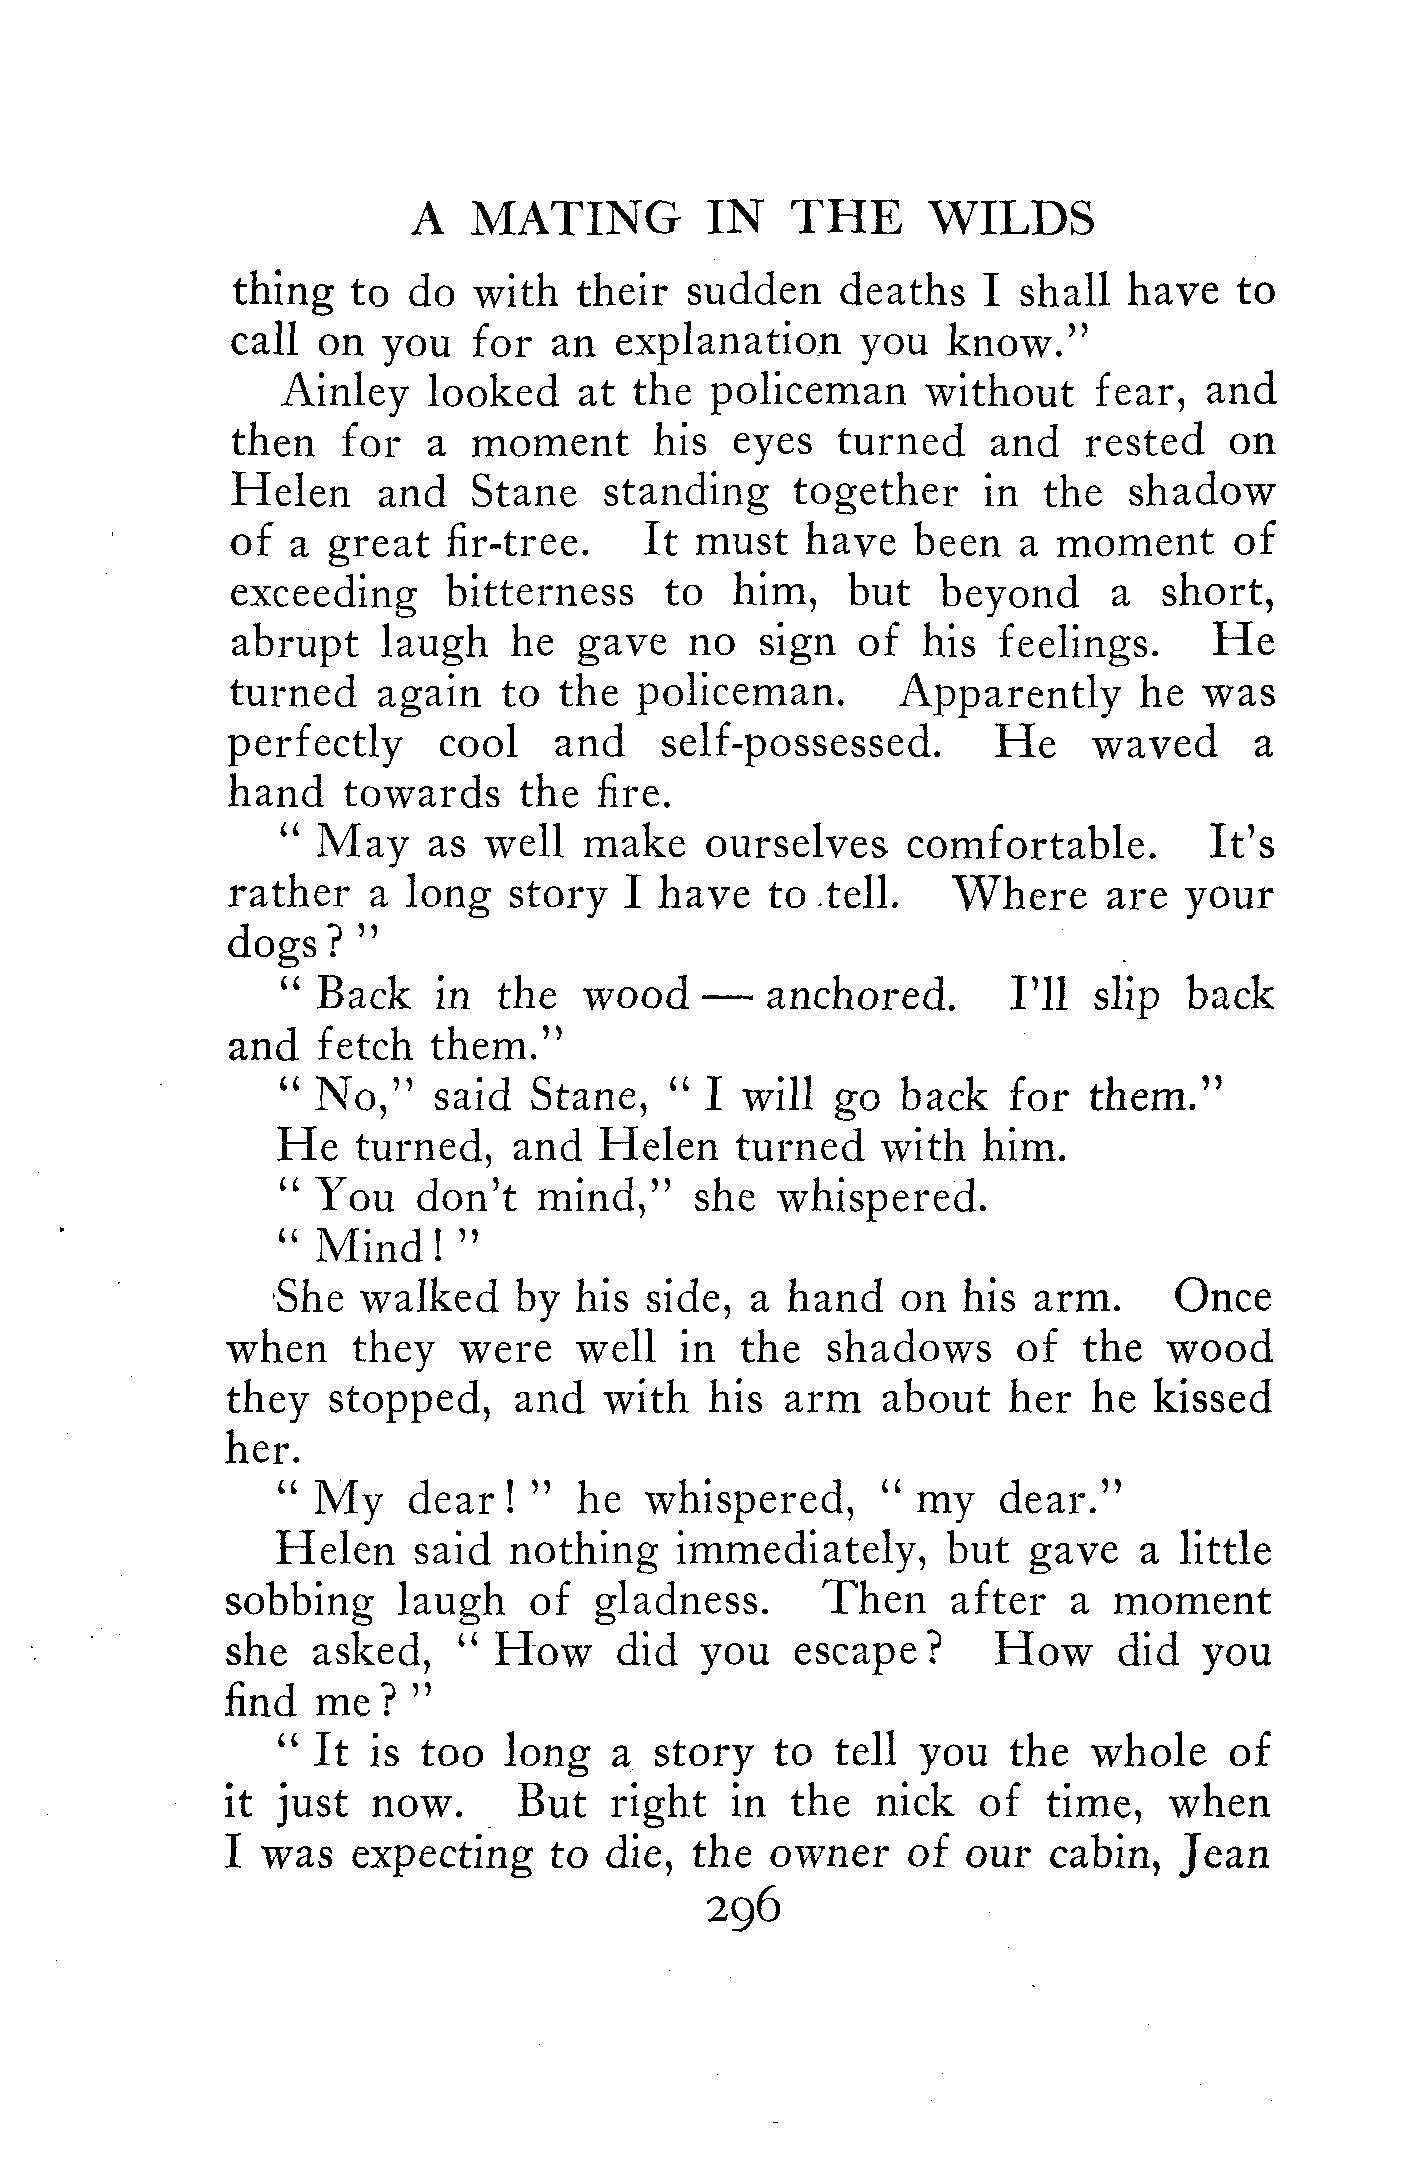 A MATING IN THE WILDS
thing to do with their sudden deaths I shall have to
call on you for an explanation you know."
Ainley looked at the policeman without fear, and
then for a moment his eyes turned and rested on
Helen and Stane standing together in the shadow
of a great fir-tree. It must have been a moment of
exceeding bitterness to him, but beyond a short,
abrupt laugh he gave no sign of his feelings. He
turned again to the policeman. Apparently he was
perfectly cool and self-possessed. He waved a
hand towards the fire.
" May as well make ourselves comfortable. It's
rather a long story I have to tell. Where are your
dogs? "
" Back in the wood — anchored. I'll slip back
and fetch them."
" No," said Stane, " I will go back for them."
He turned, and Helen turned with him.
" You don't mind," she whispered.
" Mind! "
She walked by his side, a hand on his arm. Once
when they were well in the shadows of the wood
they stopped, and with his arm about her he kissed
her.
" My dear! " he whispered, " my dear."
Helen said nothing immediately, but gave a little
sobbing laugh of gladness. Then after a moment
she asked, " How did you escape? How did you
find me? "
" It is too long a story to tell you the whole of
it just now. But right in the nick of time, when
I was expecting to die, the owner of our cabin, Jean
296